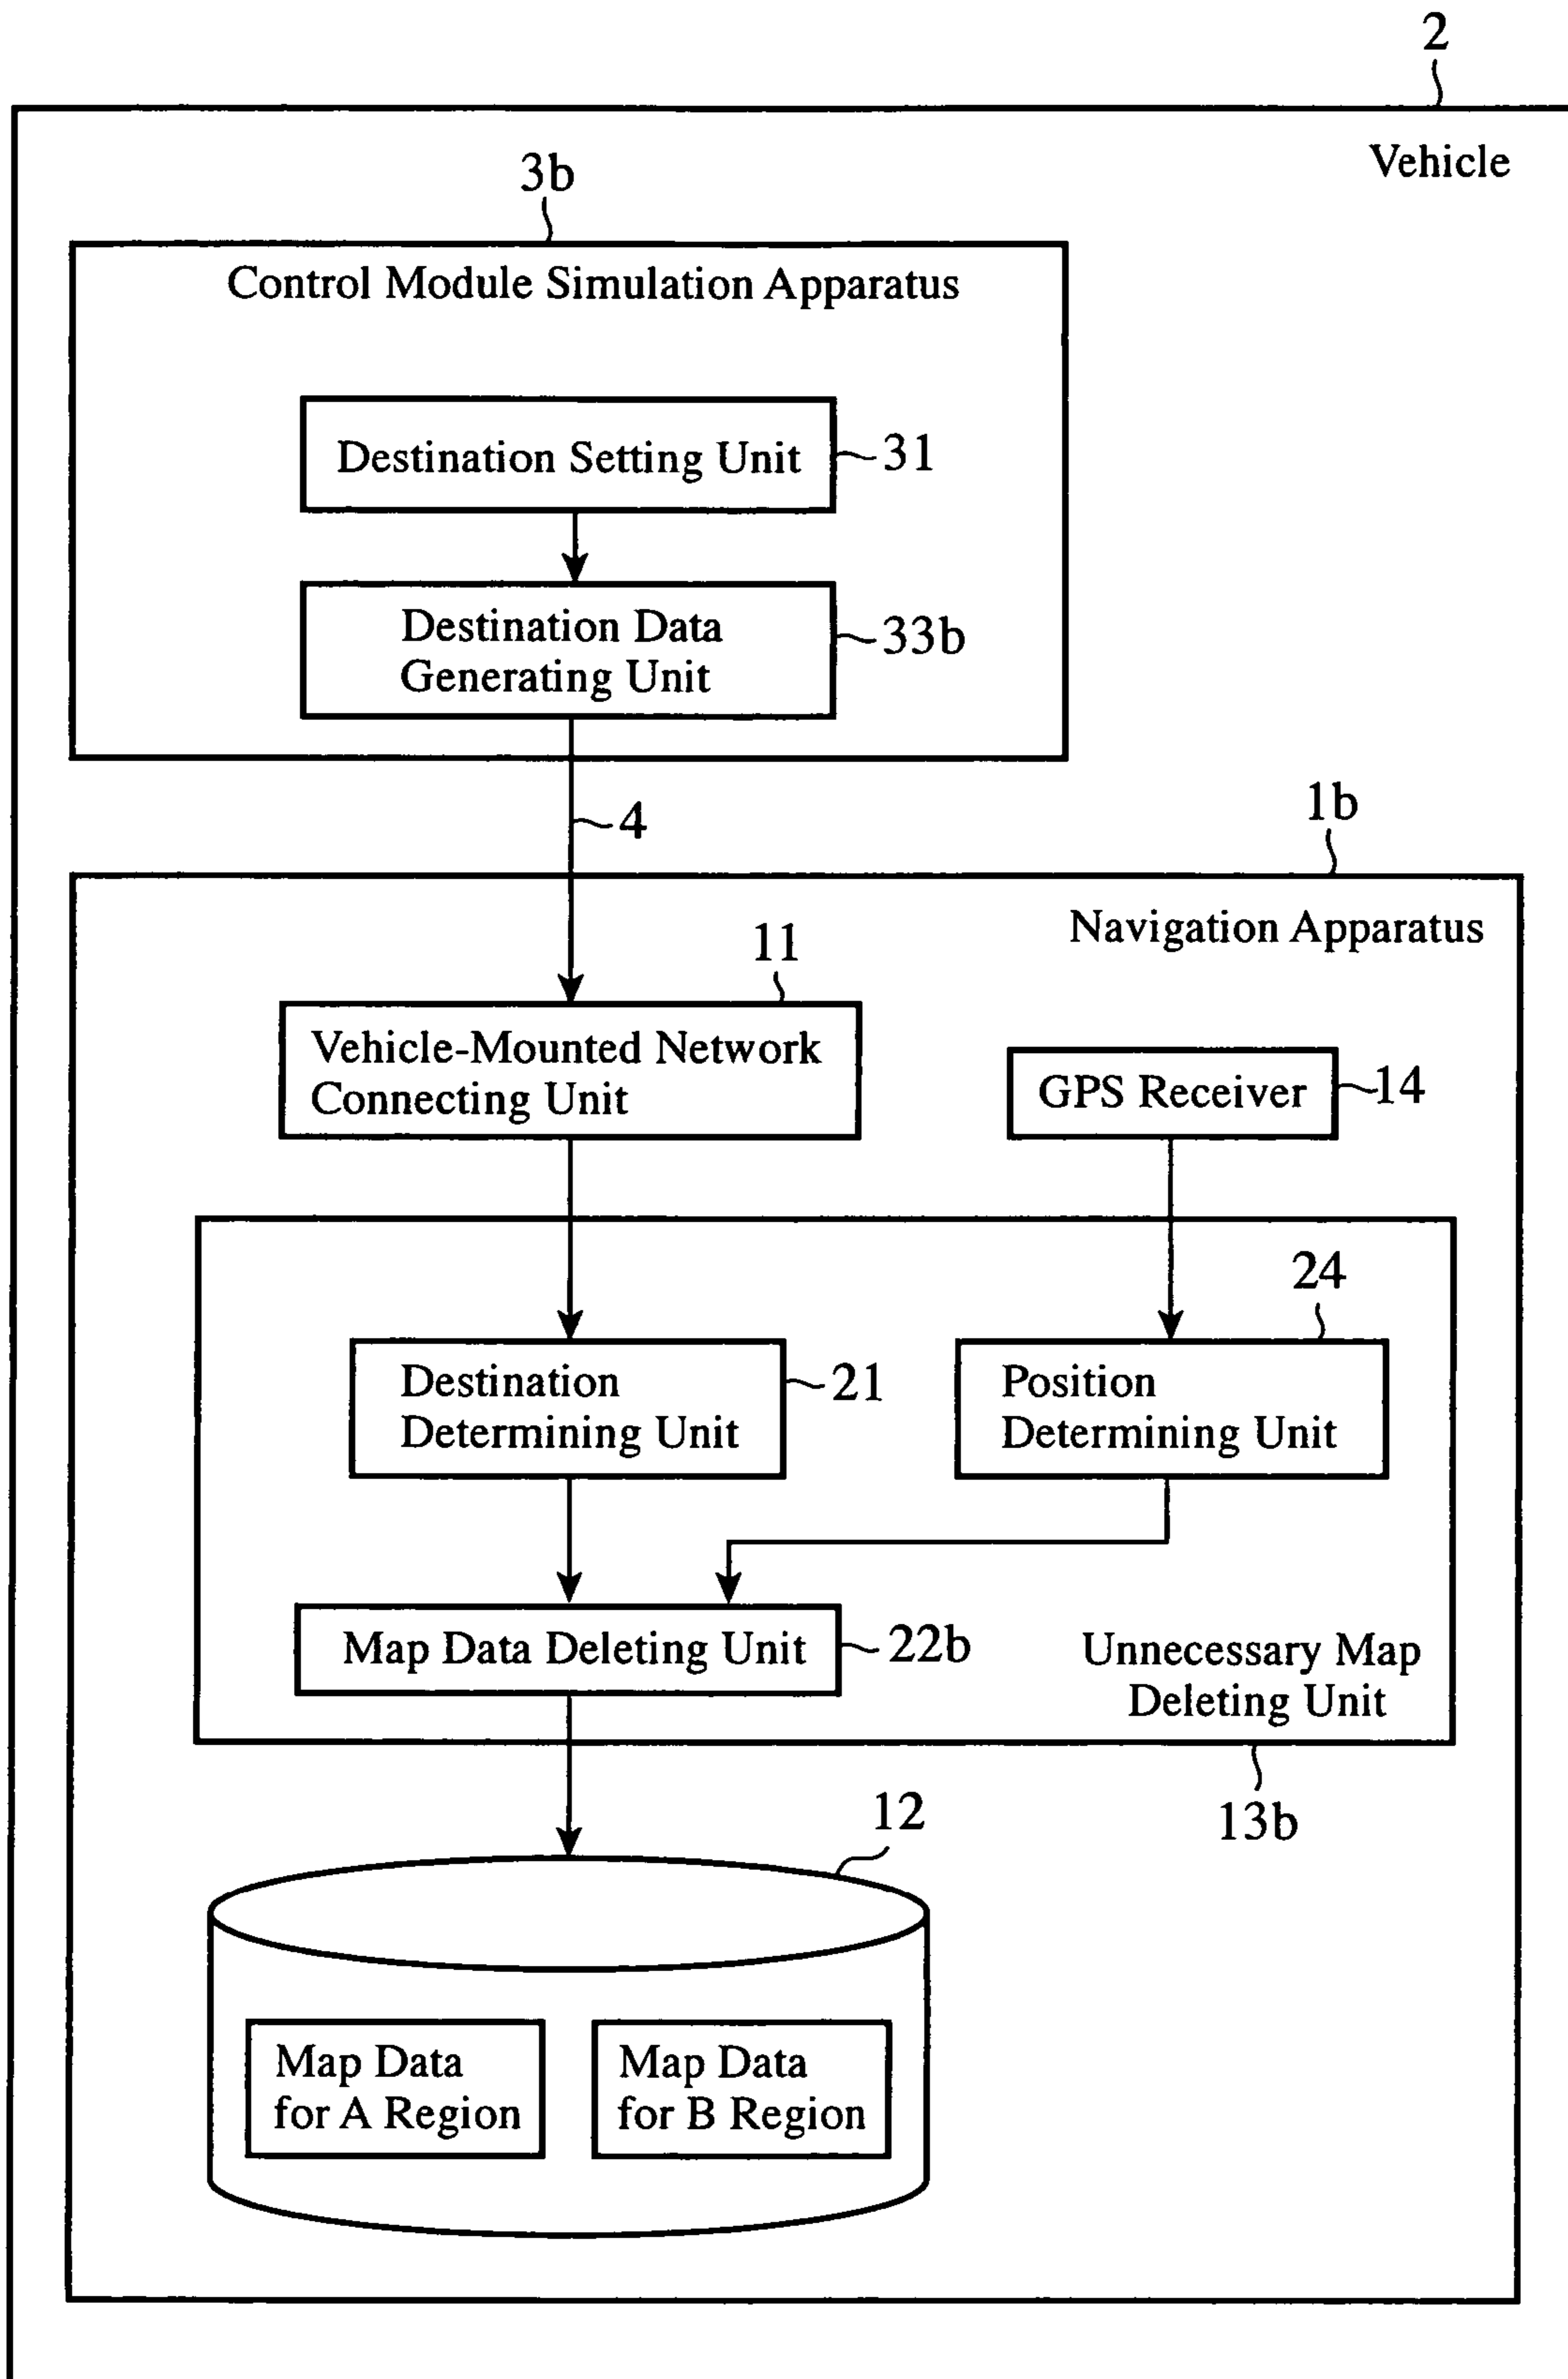 2
Vehicle
3b
Control Module Simulation Apparatus
Destination Setting Unit
31
Destination Data
Generating Unit
33b
4
1b
Navigation Apparatus
11
Vehicle-Mounted Network
Connecting Unit
GPS Receiver
14
24
Destination
Determining Unit
21
Position
Determining Unit
Map Data Deleting Unit
22b
Unnecessary Map
Deleting Unit
13b
12
Map Data
for A Region
Map Data
for B Region